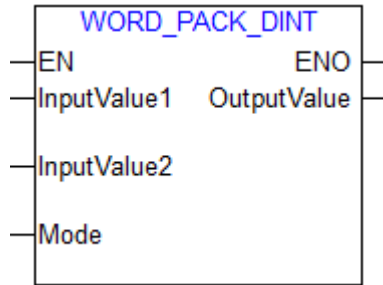 WORD_PACK_DINT
EN ENO
InputValue1 OutputValue
InputValue2
Mode